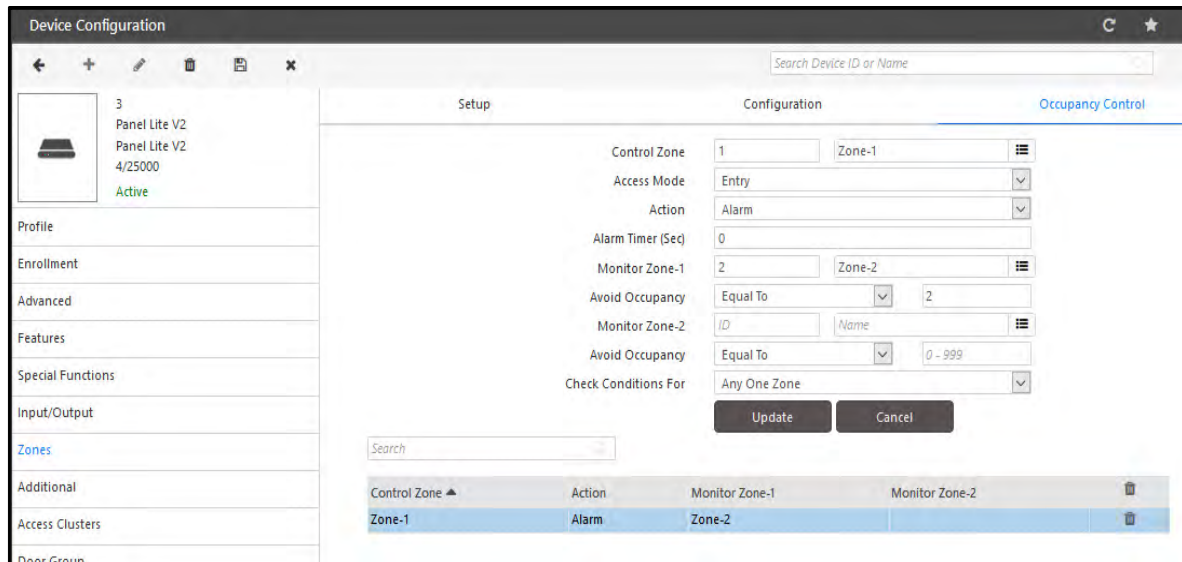 Device Configuration
Search Device ID or Name
3
Panel Lite V2
Panel Lite V2
4/25000
Active
Profile
Enrollment
Advanced
Features
Special Functions
Input/Output
Zones
Additional
Access Clusters
Door Group
Setup Configuration Occupancy Control
Control Zone 1 Zone-1
Access Mode Entry
Action Alarm
Alarm Timer (Sec) 0
Monitor Zone-1 2 Zone-2
Avoid Occupancy Equal To 2
Monitor Zone-2 ID Name
Avoid Occupancy Equal To 0 - 999
Check Conditions For Any One Zone
Update Cancel
Search
Control Zone Action Monitor Zone-1 Monitor Zone-2
Zone-1 Alarm Zone-2